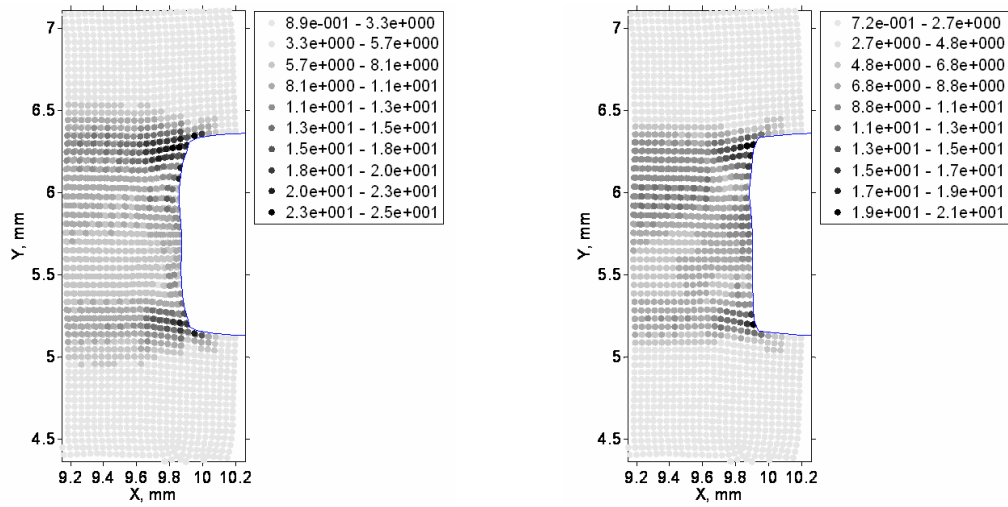 7
6.5
6
5.5
5
4.5
Y, mm
9.2 9.4 9.6 9.8 10 10.2
X, mm
8.9e-001 - 3.3e+000
3.3e+000 - 5.7e+000
5.7e+000 - 8.1e+000
8.1e+000 - 1.1e+001
1.1e+001 - 1.3e+001
1.3e+001 - 1.5e+001
1.5e+001 - 1.8e+001
1.8e+001 - 2.0e+001
2.0e+001 - 2.3e+001
2.3e+001 - 2.5e+001
7
6.5
6
5.5
5
4.5
Y, mm
9.2 9.4 9.6 9.8 10 10.2
X, mm
7.2e-001 - 2.7e+000
2.7e+000 - 4.8e+000
4.8e+000 - 6.8e+000
6.8e+000 - 8.8e+000
8.8e+000 - 1.1e+001
1.1e+001 - 1.3e+001
1.3e+001 - 1.5e+001
1.5e+001 - 1.7e+001
1.7e+001 - 1.9e+001
1.9e+001 - 2.1e+001